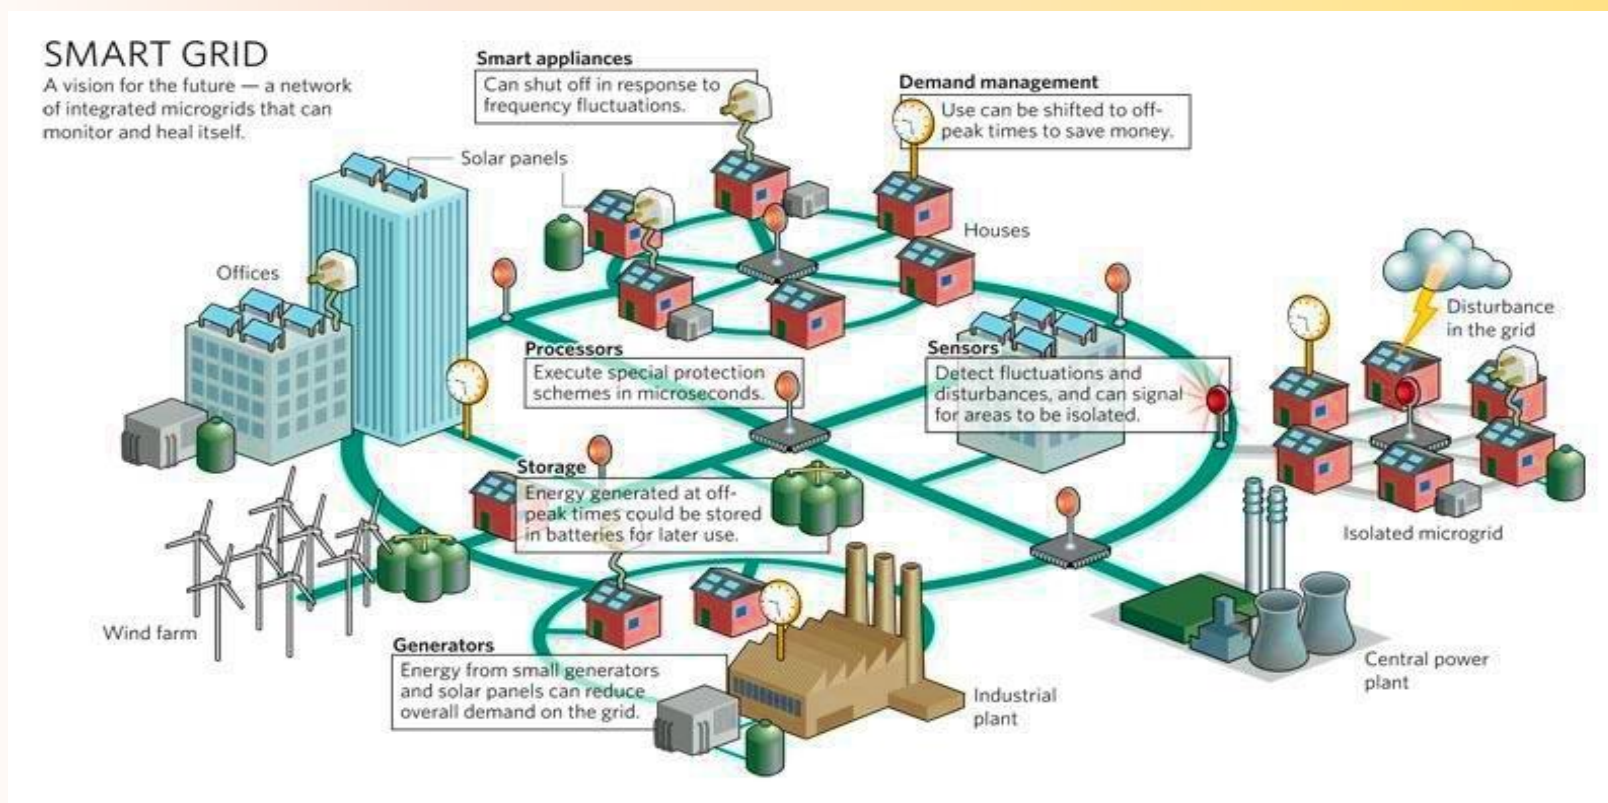 SMART GRID
A vision for the future — a network
of integrated microgrids that can
monitor and heal itself.
Smart appliances
Can shut off in response to
frequency fluctuations.
Demand management
Use can be shifted to off-
peak times to save money.
Solar panels
Houses
Offices
Disturbance
in the grid
Processors
Execute special protection
schemes in microseconds.
Sensors
Detect fluctuations and
disturbances, and can signal
for areas to be isolated.
Storage
Energy generated at off-
peak times could be stored
in batteries for later use.
Isolated microgrid
Wind farm
Generators
Energy from small generators
and solar panels can reduce
overall demand on the grid.
Industrial
plant
Central power
plant